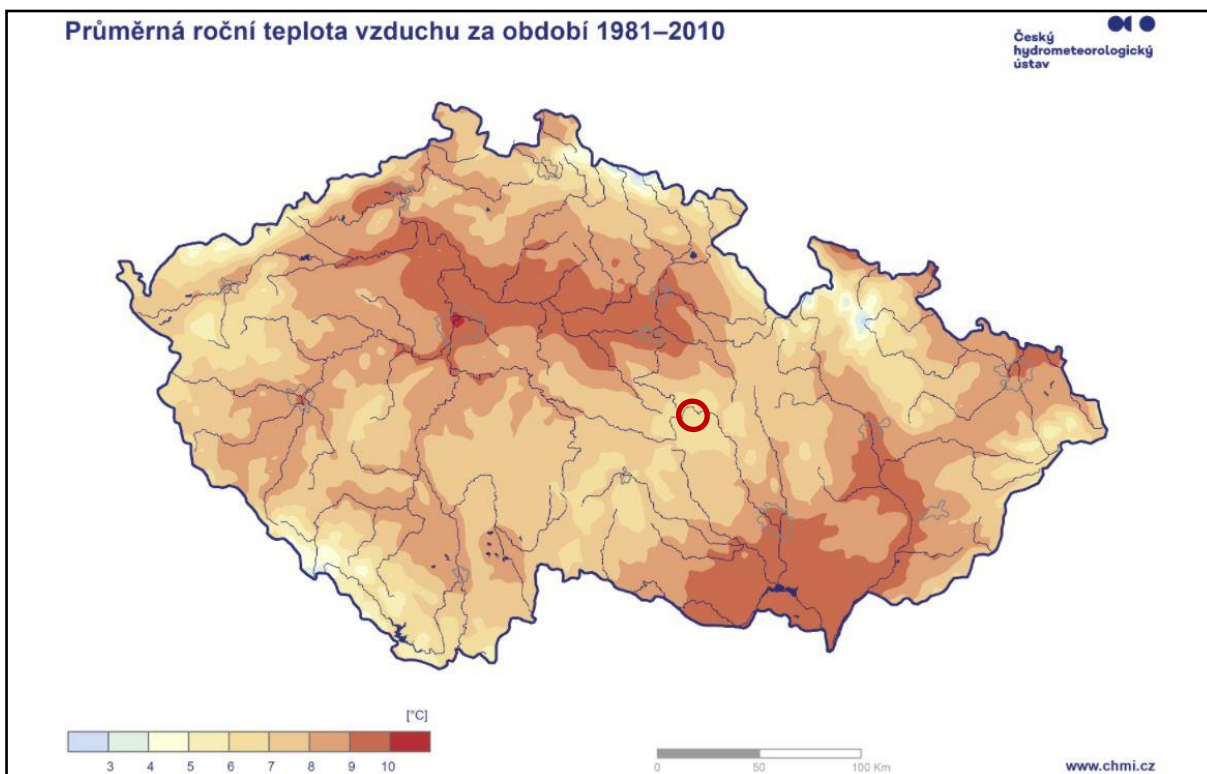 Průměrná roční teplota vzduchu za období 1981–2010
Český
hydrometeorologický
ústav
[°C]
3 4 5 6 7 8 9 10
0 50 100 Km
www.chmi.cz